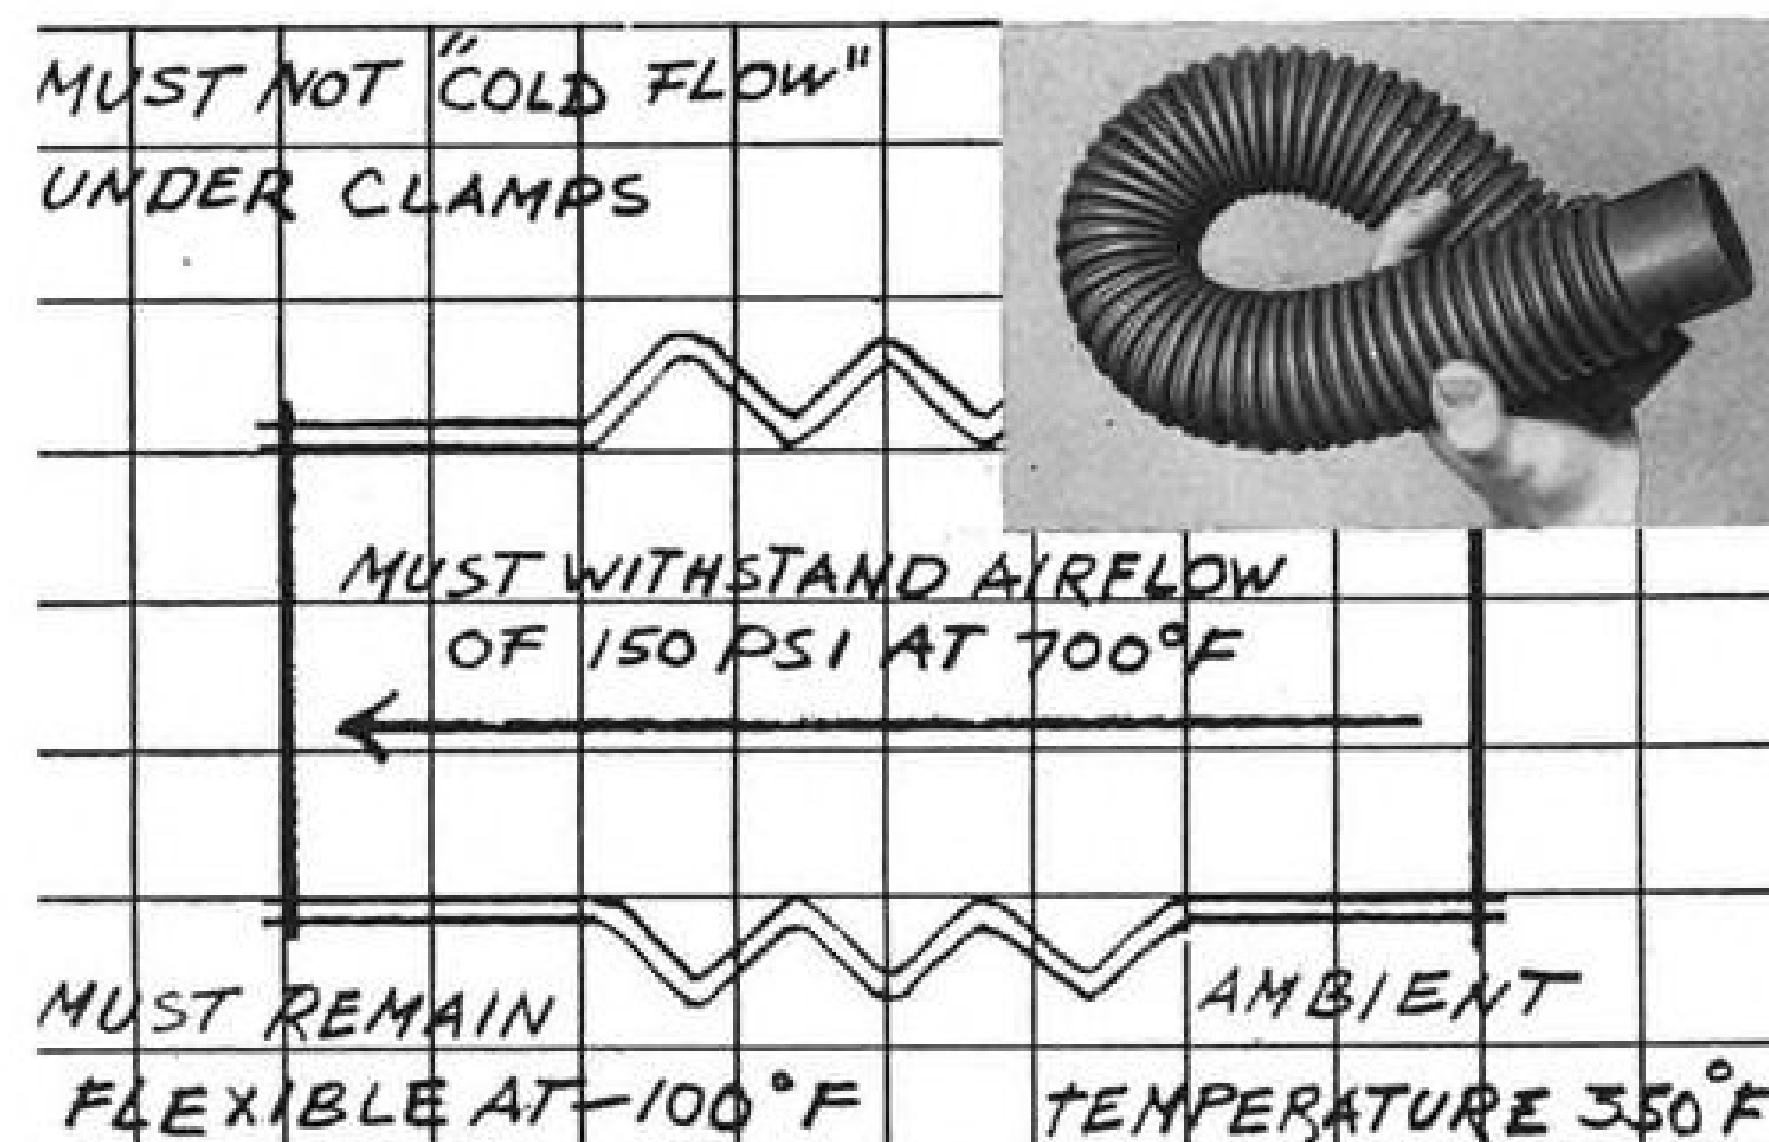 MUST NOT "COLD FLOW"
UNDER CLAMPS
MUST WITHSTAND AIRFLOW
OF 150 PSI AT 700°F
MUST REMAIN
FLEXIBLE AT -100°F
AMBIENT
TEMPERATURE 350°F